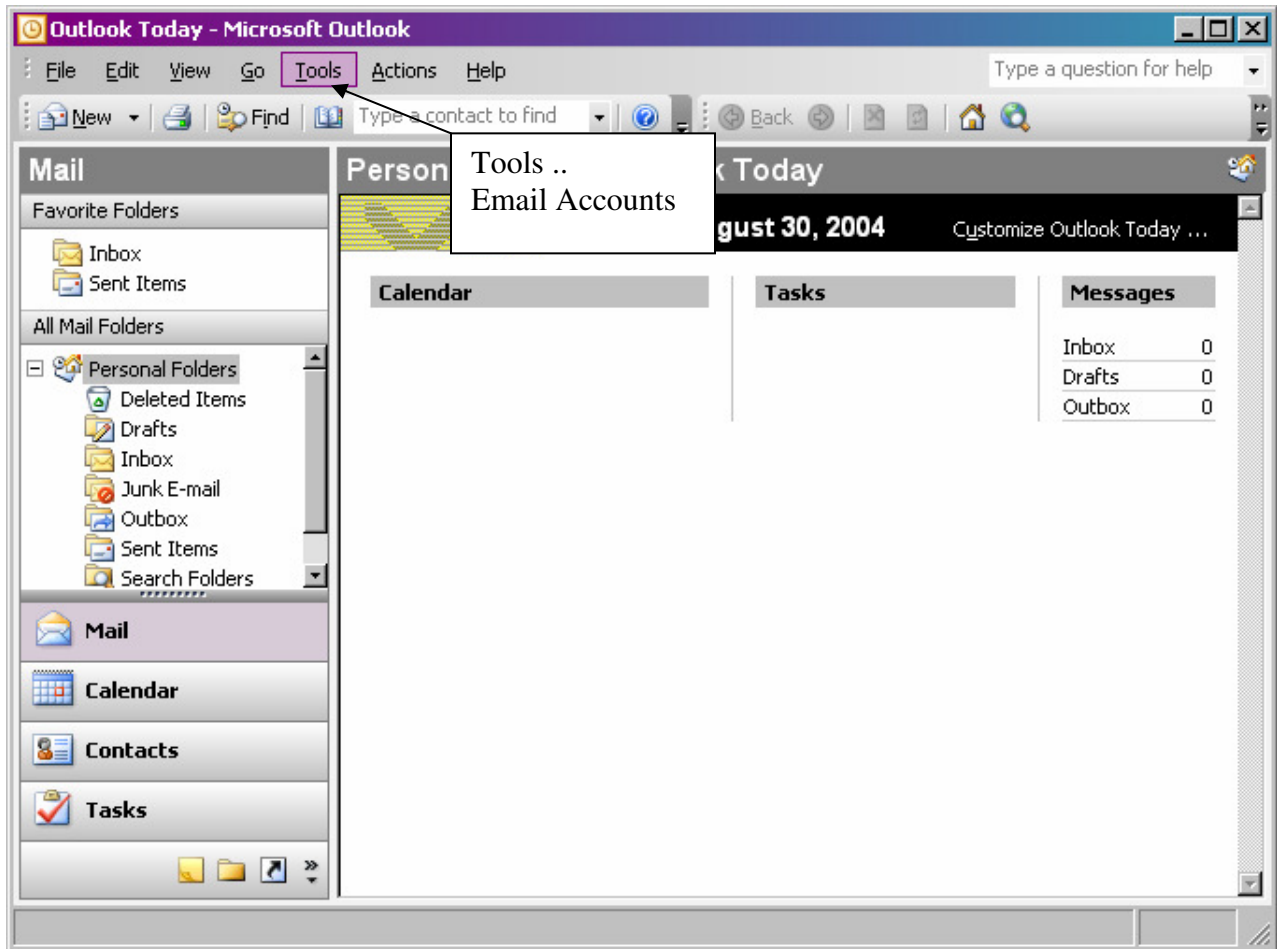 Outlook Today - Microsoft Outlook
File Edit View Go Tools Actions Help
Type a question for help
New Find Type a contact to find Back
Tools ..
Email Accounts
Mail
Favorite Folders
Inbox
Sent Items
All Mail Folders
Personal Folders
Deleted Items
Drafts
Inbox
Junk E-mail
Outbox
Sent Items
Search Folders
Mail
Calendar
Contacts
Tasks
Person k Today
gust 30, 2004 Customize Outlook Today ...
Calendar
Tasks
Messages
Inbox 0
Drafts 0
Outbox 0